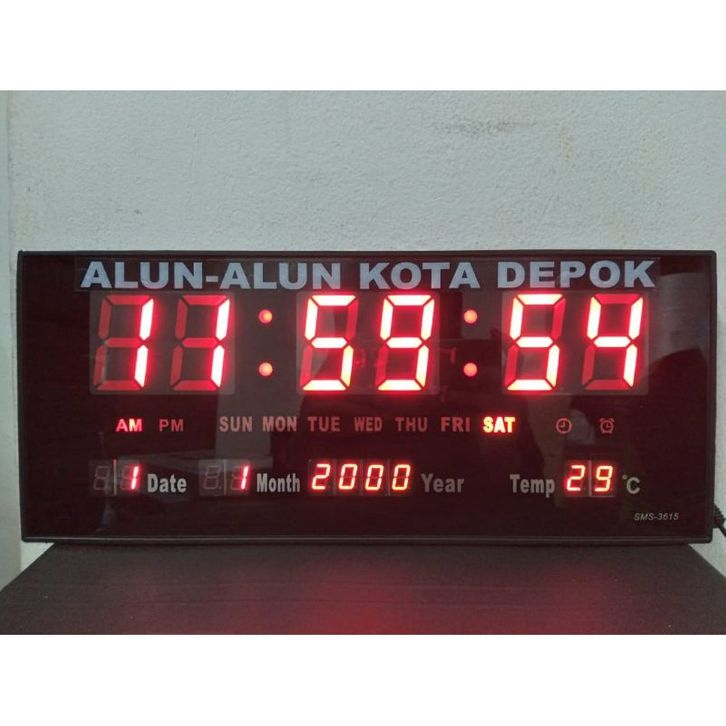 ALUN-ALUN KOTA DEPOK
11:59:54
AM PM SUN MON TUE WED THU FRI SAT
1 Date 1 Month 2000 Year Temp 29 °C
SMS-3615